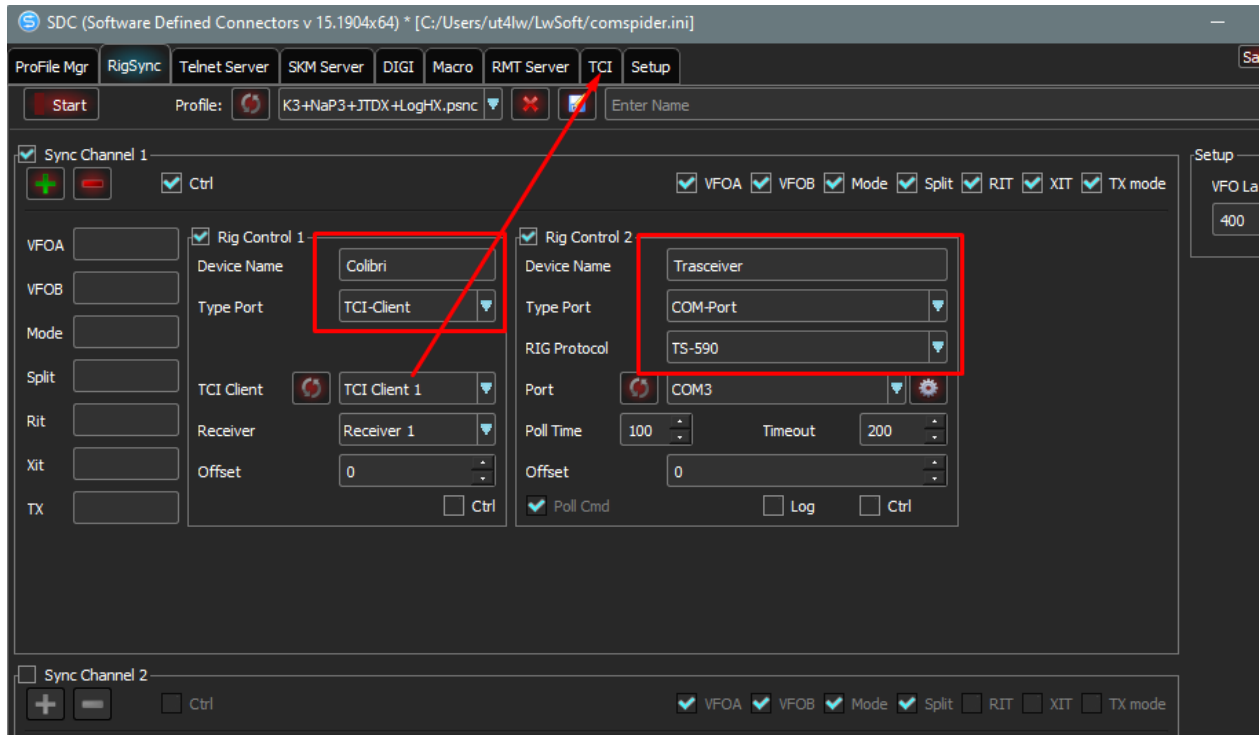 SDC (Software Defined Connectors v 15.1904x64) * [C:/Users/ut4lw/LwSoft/comspider.ini]
ProFile Mgr RigSync Telnet Server SKM Server DIGI Macro RMT Server TCI Setup
Start Profile: K3+NaP3+JTDX+LogHX.psnc Enter Name
Sync Channel 1 Setup
Ctrl VFOA VFOB Mode Split RIT XIT TX mode
400
Rig Control 1 Rig Control 2
VFOA Device Name Colibri Device Name Trasceiver
VFOB Type Port TCI-Client Type Port COM-Port
Mode RIG Protocol TS-590
Split TCI Client TCI Client 1 Port COM3
Rit Receiver Receiver 1 Poll Time 100 Timeout 200
Xit Offset 0 Offset 0
TX Ctrl Poll Cmd Log Ctrl
Sync Channel 2
Ctrl VFOA VFOB Mode Split RIT XIT TX mode